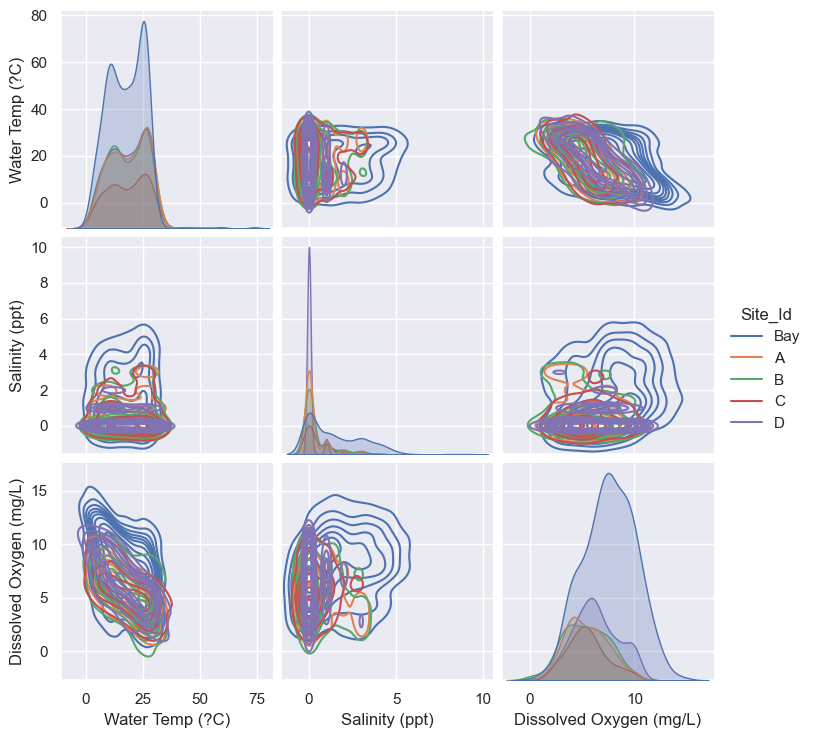 80
60
40
20
0
Water Temp (?C)
10
8
6
4
2
0
Salinity (ppt)
Site_Id
Bay
A
B
C
D
15
10
5
0
Dissolved Oxygen (mg/L)
0 25 50 75
0 5 10
0 10
Water Temp (?C)
Salinity (ppt)
Dissolved Oxygen (mg/L)